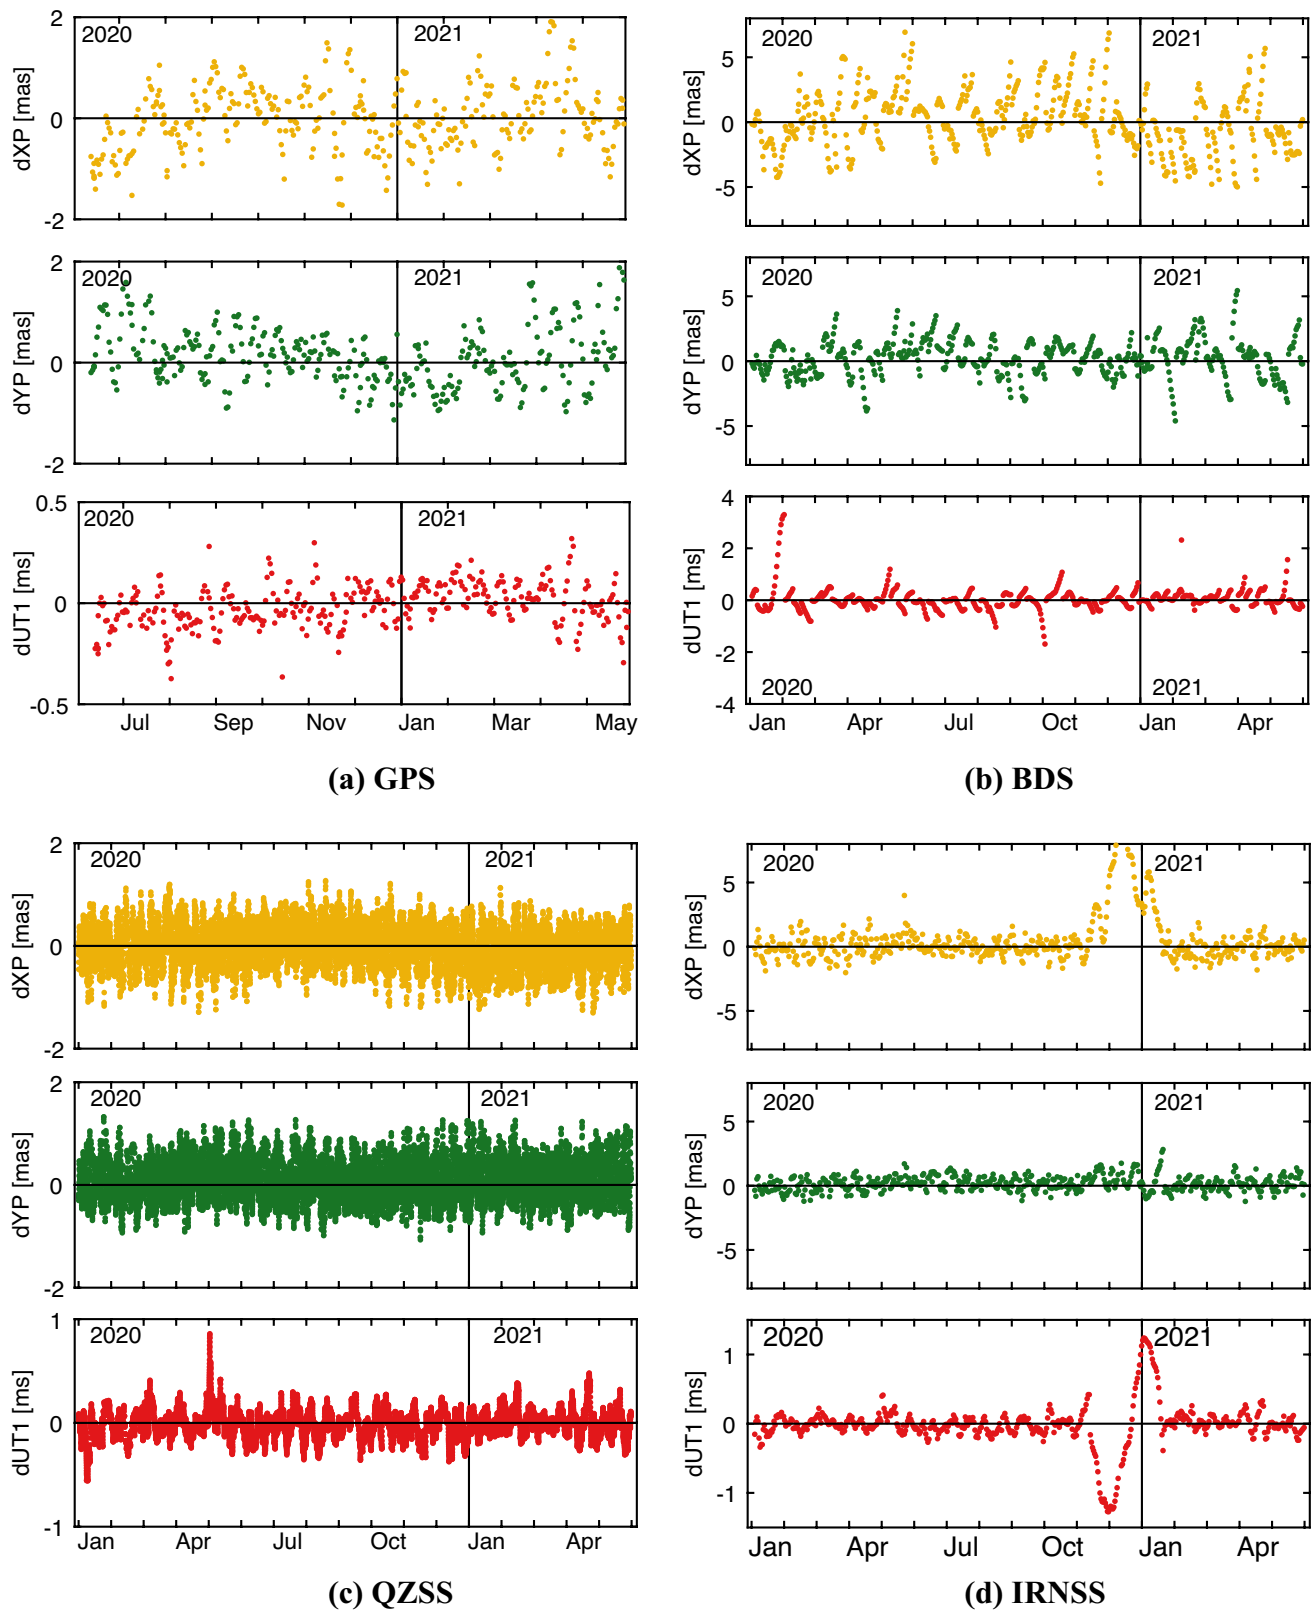 2
2020
2021
dXP [mas]
0
-2
2
2020
2021
dYP [mas]
0
-2
0.5
2020
2021
dUT1 [ms]
0
-0.5
Jul
Sep
Nov
Jan
Mar
May
(a) GPS
2020
2021
5
dXP [mas]
0
-5
2020
2021
5
dYP [mas]
0
-5
4
2
dUT1 [ms]
0
-2
2020
2021
-4
Jan
Apr
Jul
Oct
Jan
Apr
(b) BDS
2
2020
2021
dXP [mas]
0
-2
2
2020
2021
dYP [mas]
0
-2
1
2020
2021
dUT1 [ms]
0
-1
Jan
Apr
Jul
Oct
Jan
Apr
(c) QZSS
2020
2021
5
dXP [mas]
0
-5
2020
2021
5
dYP [mas]
0
-5
2020
2021
1
dUT1 [ms]
0
-1
Jan
Apr
Jul
Oct
Jan
Apr
(d) IRNSS